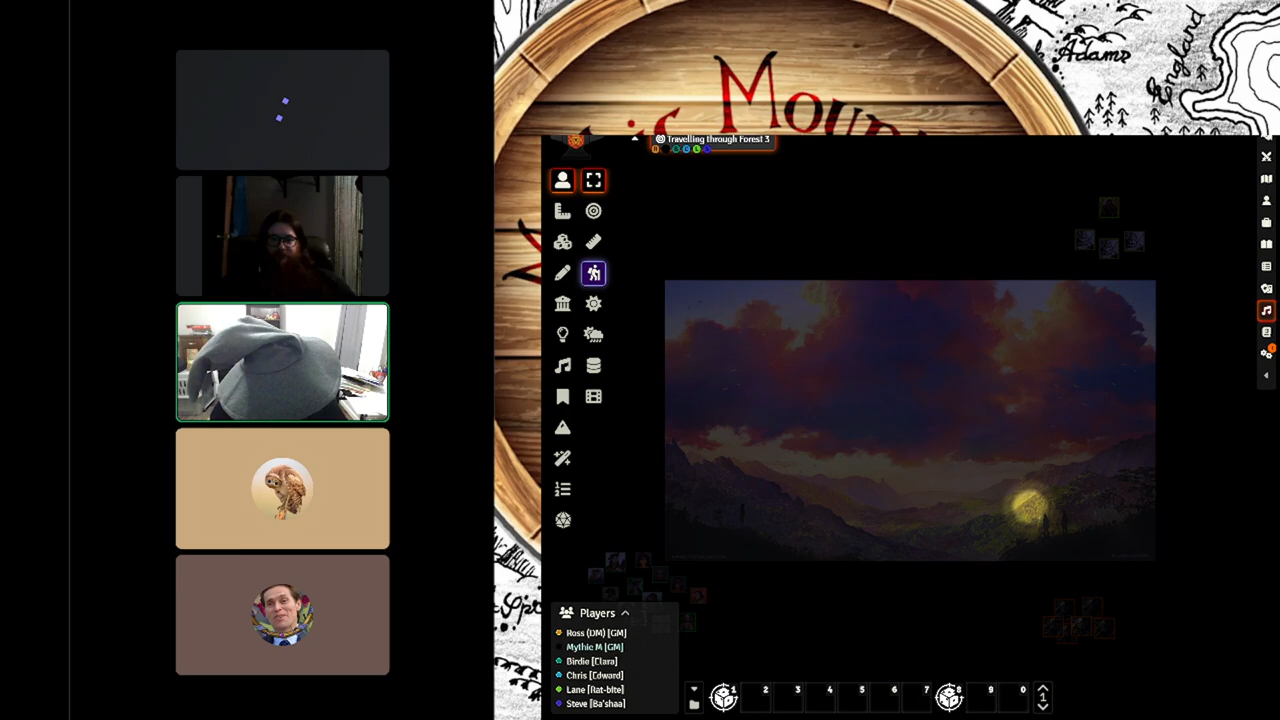 Adams
England
Mou
Travelling through Forest 3
Players
Ross (DM) [GM]
Mythic M [GM]
Birdie [Clara]
Chris [Edward]
Lane [Rat-bite]
Steve [Ba'shaa]
1 2 3 4 5 6 7 8 9 0
1